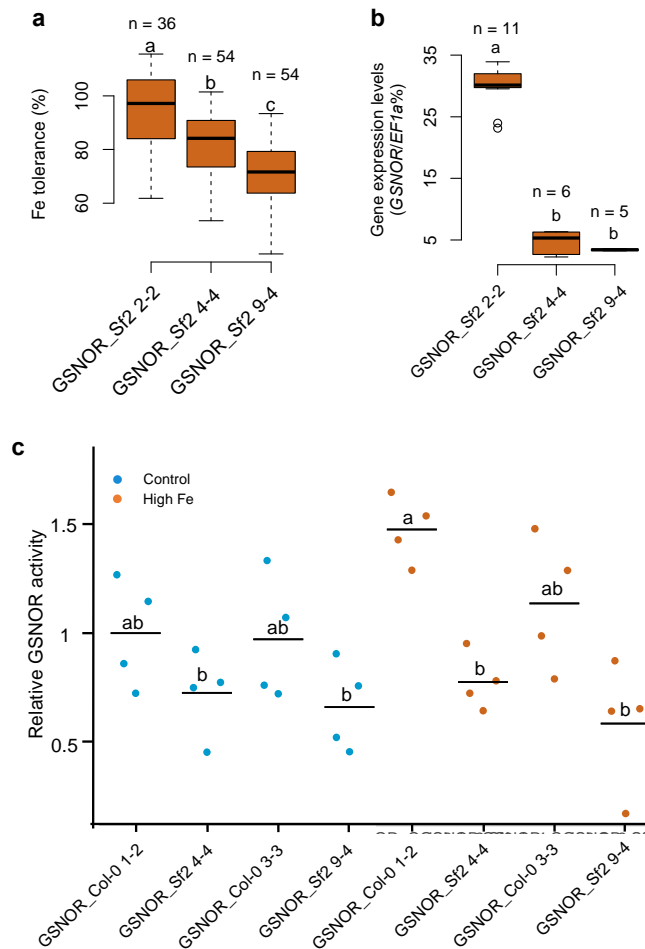 a
n = 36
a
n = 54
b
n = 54
c
Fe tolerance (%)
100
80
60
GSNOR_Sf2 2-2
GSNOR_Sf2 4-4
GSNOR_Sf2 9-4
b
n = 11
a
n = 6
b
n = 5
b
Gene expression levels
(GSNOR/EF1a%)
35
25
15
5
GSNOR_Sf2 2-2
GSNOR_Sf2 4-4
GSNOR_Sf2 9-4
c
Control
High Fe
Relative GSNOR activity
1.5
1
0.5
ab
b
ab
b
a
b
ab
b
GSNOR_Col-0 1-2
GSNOR_Sf2 4-4
GSNOR_Col-0 3-3
GSNOR_Sf2 9-4
GSNOR_Col-0 1-2
GSNOR_Sf2 4-4
GSNOR_Col-0 3-3
GSNOR_Sf2 9-4